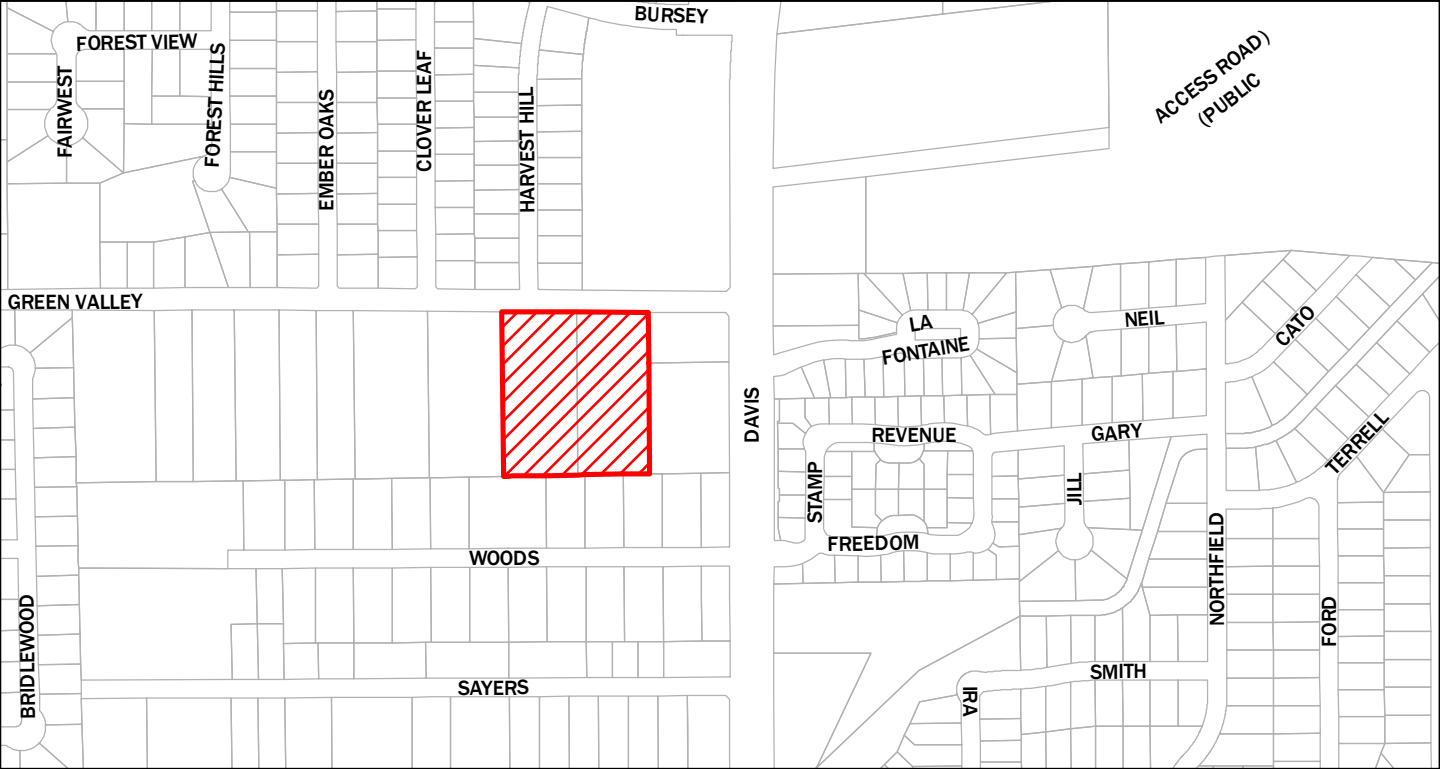 BURSEY
FOREST VIEW
FAIRWEST
FOREST HILLS
EMBER OAKS
CLOVER LEAF
HARVEST HILL
ACCESS ROAD)
(PUBLIC
GREEN VALLEY
LA
FONTAINE
NEIL
CATO
DAVIS
REVENUE
GARY
TERRELL
STAMP
JILL
FREEDOM
WOODS
NORTHFIELD
FORD
BRIDLEWOOD
SAYERS
SMITH
IRA